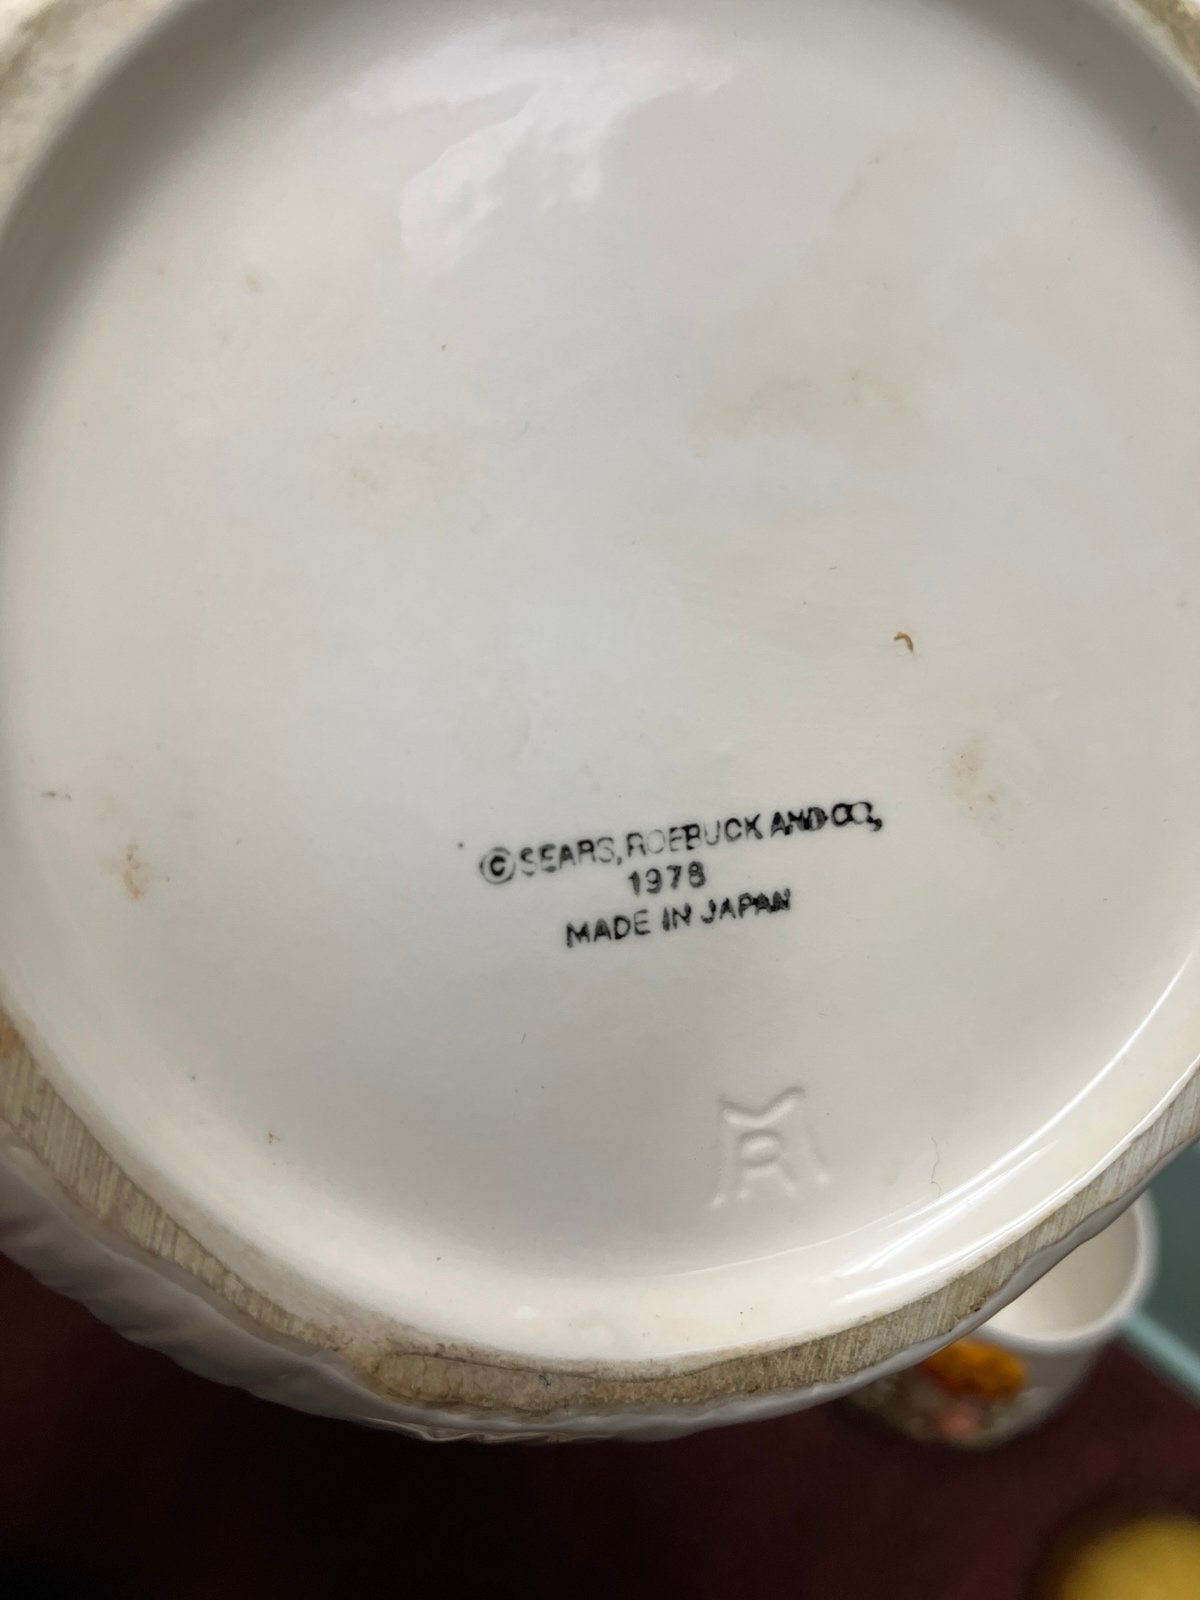 ©SEARS, ROEBUCK AND CO,
1978
MADE IN JAPAN